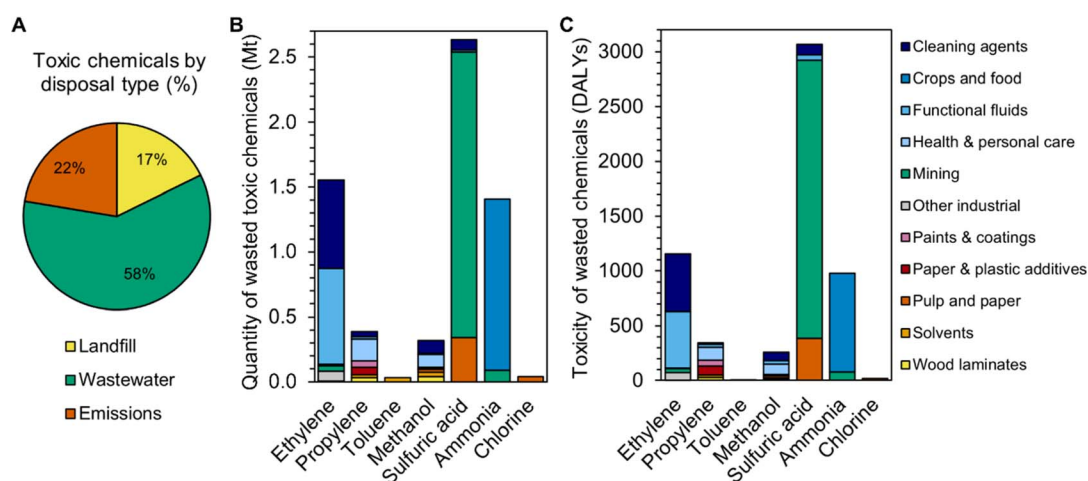 A
Toxic chemicals by
disposal type (%)
22%
17%
58%
Landfill
Wastewater
Emissions
B
Quantity of wasted toxic chemicals (Mt)
2.5
2.0
1.5
1.0
0.5
0.0
Ethylene
Propylene
Toluene
Methanol
Sulfuric acid
Ammonia
Chlorine
C
Toxicity of wasted chemicals (DALYs)
3000
2500
2000
1500
1000
500
0
Ethylene
Propylene
Toluene
Methanol
Sulfuric acid
Ammonia
Chlorine
Cleaning agents
Crops and food
Functional fluids
Health & personal care
Mining
Other industrial
Paints & coatings
Paper & plastic additives
Pulp and paper
Solvents
Wood laminates